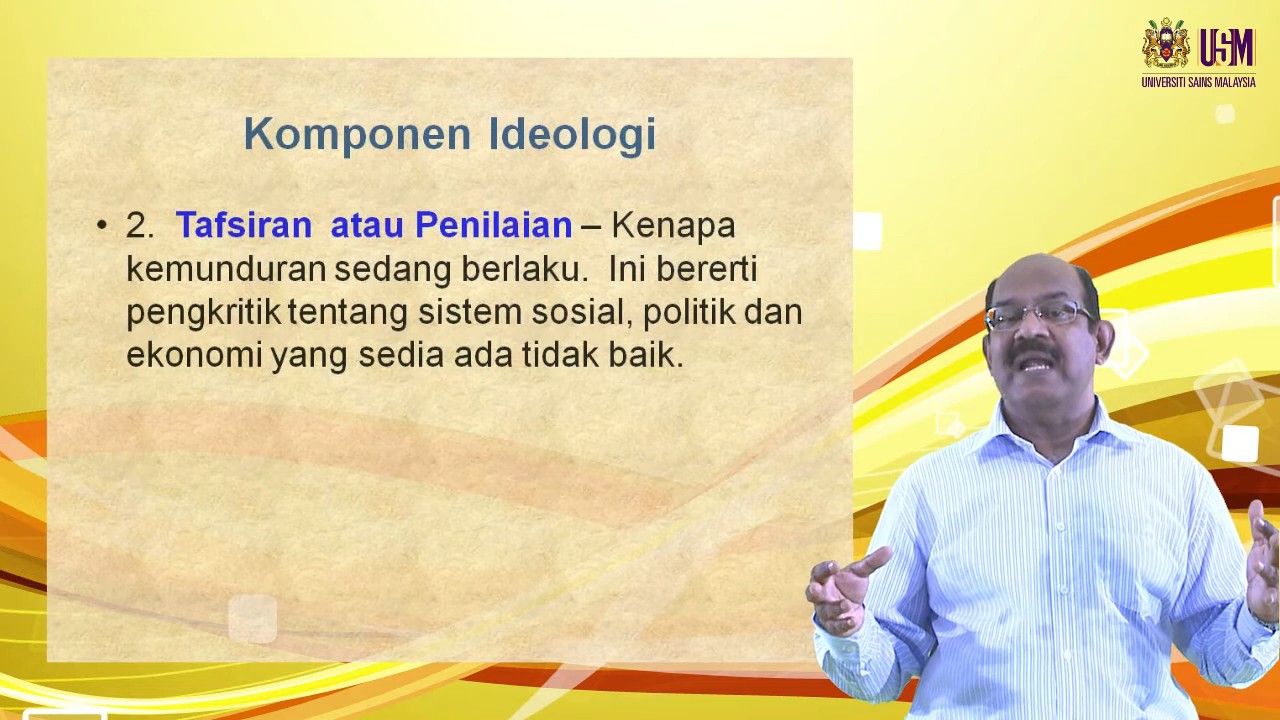 USM
UNIVERSITI SAINS MALAYSIA
Komponen Ideologi
• 2. Tafsiran atau Penilaian – Kenapa
kemunduran sedang berlaku. Ini bererti
pengkritik tentang sistem sosial, politik dan
ekonomi yang sedia ada tidak baik.